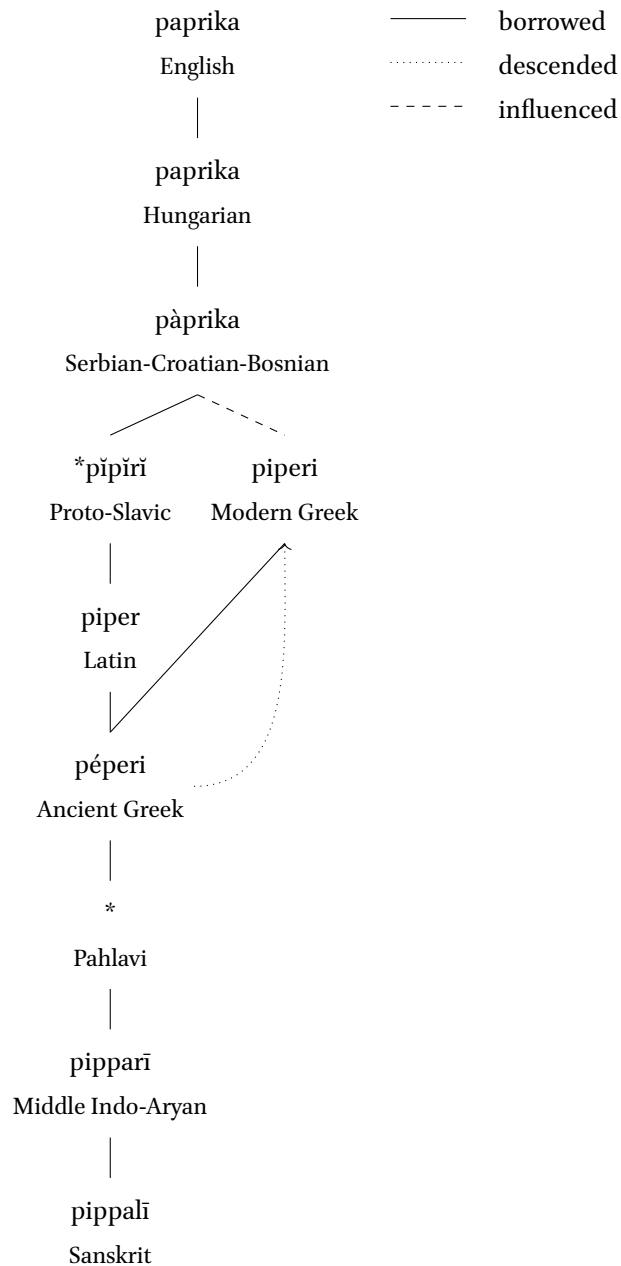 paprika
English
borrowed
descended
influenced
paprika
Hungarian
pàprika
Serbian-Croatian-Bosnian
*pĭpĭrĭ
Proto-Slavic
piperi
Modern Greek
piper
Latin
péperi
Ancient Greek
*
Pahlavi
pipparī
Middle Indo-Aryan
pippalī
Sanskrit